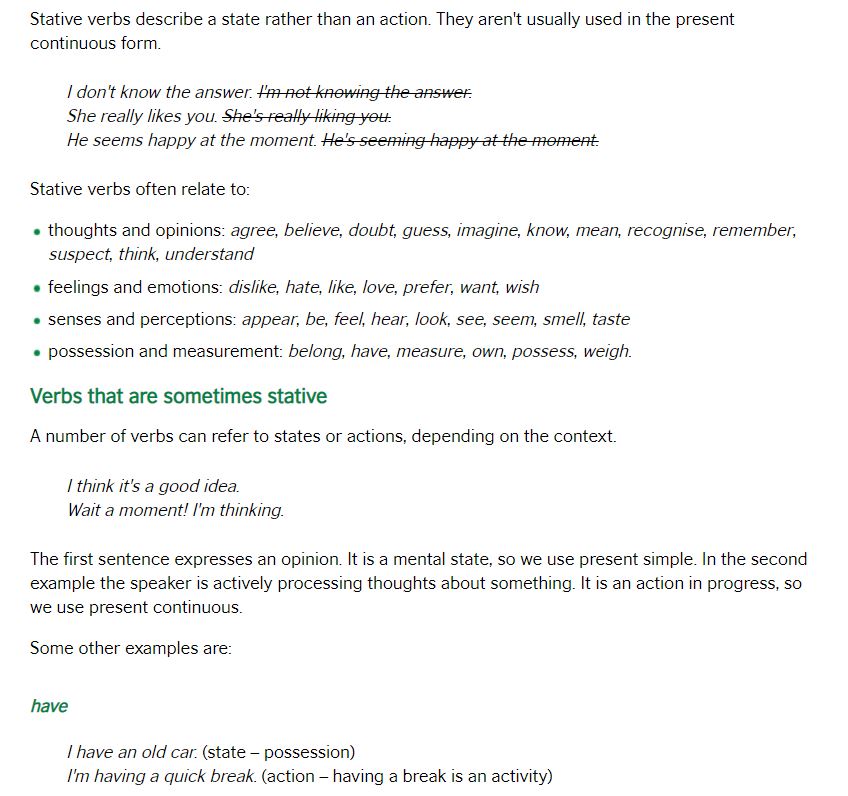 Stative verbs describe a state rather than an action. They aren't usually used in the present
continuous form.
I don't know the answer. I'm not knowing the answer.
She really likes you. She's really liking you.
He seems happy at the moment. He's seeming happy at the moment.
Stative verbs often relate to:
• thoughts and opinions: agree, believe, doubt, guess, imagine, know, mean, recognise, remember,
suspect, think, understand
• feelings and emotions: dislike, hate, like, love, prefer, want, wish
• senses and perceptions: appear, be, feel, hear, look, see, seem, smell, taste
• possession and measurement: belong, have, measure, own, possess, weigh.
Verbs that are sometimes stative
A number of verbs can refer to states or actions, depending on the context.
I think it's a good idea.
Wait a moment! I'm thinking.
The first sentence expresses an opinion. It is a mental state, so we use present simple. In the second
example the speaker is actively processing thoughts about something. It is an action in progress, so
we use present continuous.
Some other examples are:
have
I have an old car. (state – possession)
I'm having a quick break. (action – having a break is an activity)